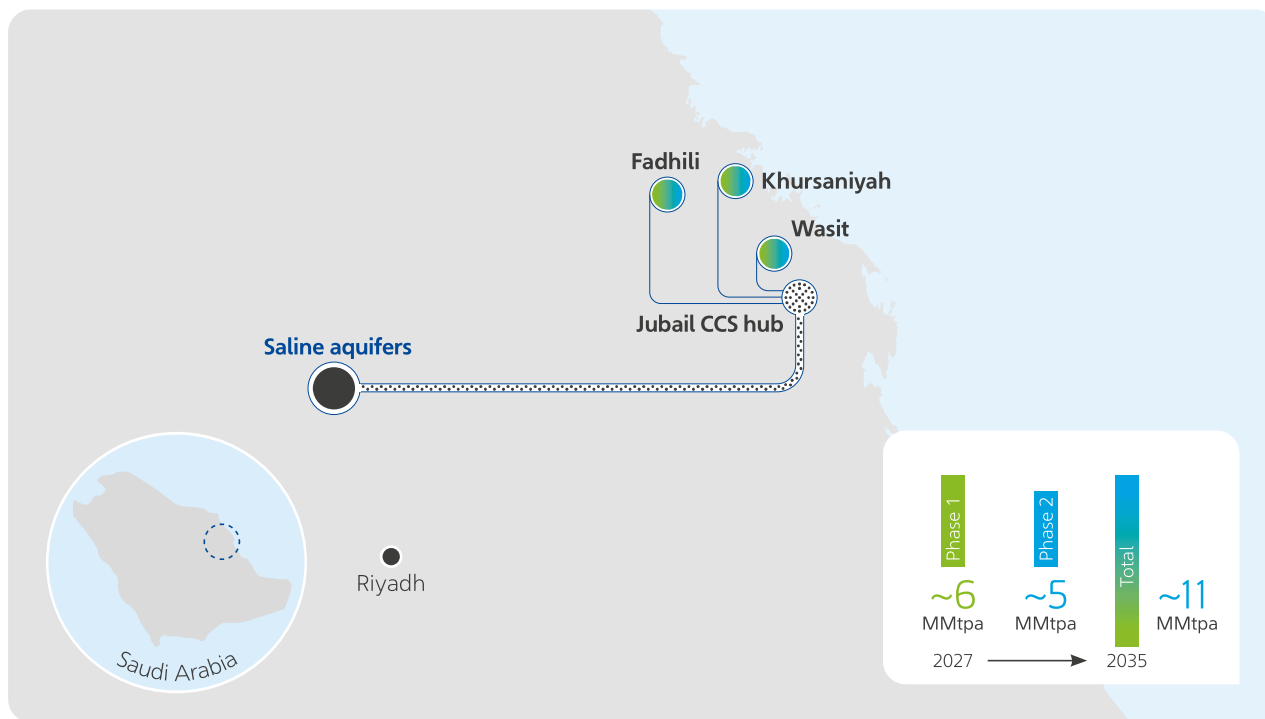 Fadhili
Khursaniyah
Wasit
Jubail CCS hub
Saline aquifers
Riyadh
Saudi Arabia
Phase 1
Phase 2
Total
~6
~5
~11
MMtpa
MMtpa
MMtpa
2027
2035